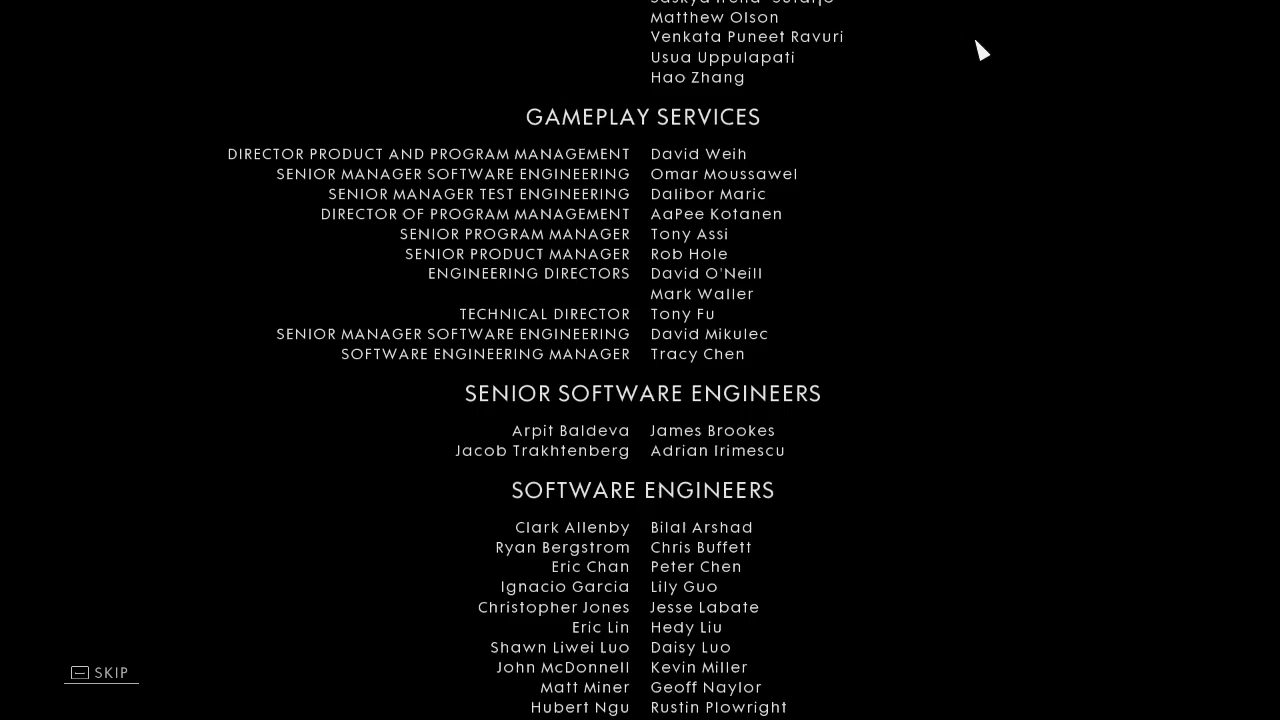 Matthew Olson
Venkata Puneet Ravuri
Usua Uppulapati
Hao Zhang
GAMEPLAY SERVICES
DIRECTOR PRODUCT AND PROGRAM MANAGEMENT David Weih
SENIOR MANAGER SOFTWARE ENGINEERING Omar Moussawel
SENIOR MANAGER TEST ENGINEERING Dalibor Maric
DIRECTOR OF PROGRAM MANAGEMENT AaPee Kotanen
SENIOR PROGRAM MANAGER Tony Assi
SENIOR PRODUCT MANAGER Rob Hole
ENGINEERING DIRECTORS David O'Neill
Mark Waller
TECHNICAL DIRECTOR Tony Fu
SENIOR MANAGER SOFTWARE ENGINEERING David Mikulec
SOFTWARE ENGINEERING MANAGER Tracy Chen
SENIOR SOFTWARE ENGINEERS
Arpit Baldeva James Brookes
Jacob Trakhtenberg Adrian Irimescu
SOFTWARE ENGINEERS
Clark Allenby Bilal Arshad
Ryan Bergstrom Chris Buffett
Eric Chan Peter Chen
Ignacio Garcia Lily Guo
Christopher Jones Jesse Labate
Eric Lin Hedy Liu
Shawn Liwei Luo Daisy Luo
John McDonnell Kevin Miller
Matt Miner Geoff Naylor
Hubert Ngu Rustin Plowright
SKIP